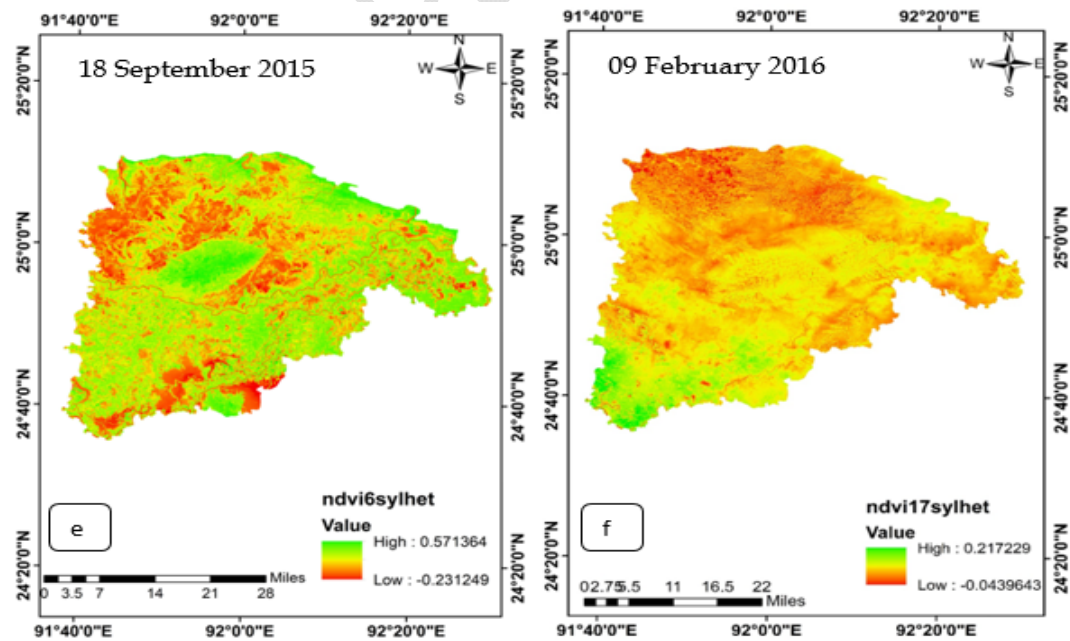 91°40'0"E 92°0'0"E 92°20'0"E
18 September 2015
N
W E
S
25°20'0"N
25°20'0"N
25°0'0"N
25°0'0"N
24°40'0"N
24°40'0"N
24°20'0"N
24°20'0"N
e
ndvi6sylhet
Value
High : 0.571364
Low : -0.231249
0 3.5 7 14 21 28 Miles
91°40'0"E 92°0'0"E 92°20'0"E
91°40'0"E 92°0'0"E 92°20'0"E
09 February 2016
N
W E
S
25°20'0"N
25°20'0"N
25°0'0"N
25°0'0"N
24°40'0"N
24°40'0"N
24°20'0"N
24°20'0"N
f
ndvi17sylhet
Value
High : 0.217229
Low : -0.0439643
02.755.5 11 16.5 22
Miles
91°40'0"E 92°0'0"E 92°20'0"E